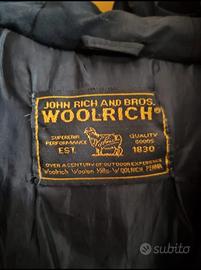 JOHN RICH AND BROS.
WOOLRICH®
SUPERIOR PERFORMANCE
QUALITY GOODS
EST. 1830
OVER A CENTURY OF OUTDOOR EXPERIENCE
Woolrich Woolen Mills-WOOLRICH PENNA
subito